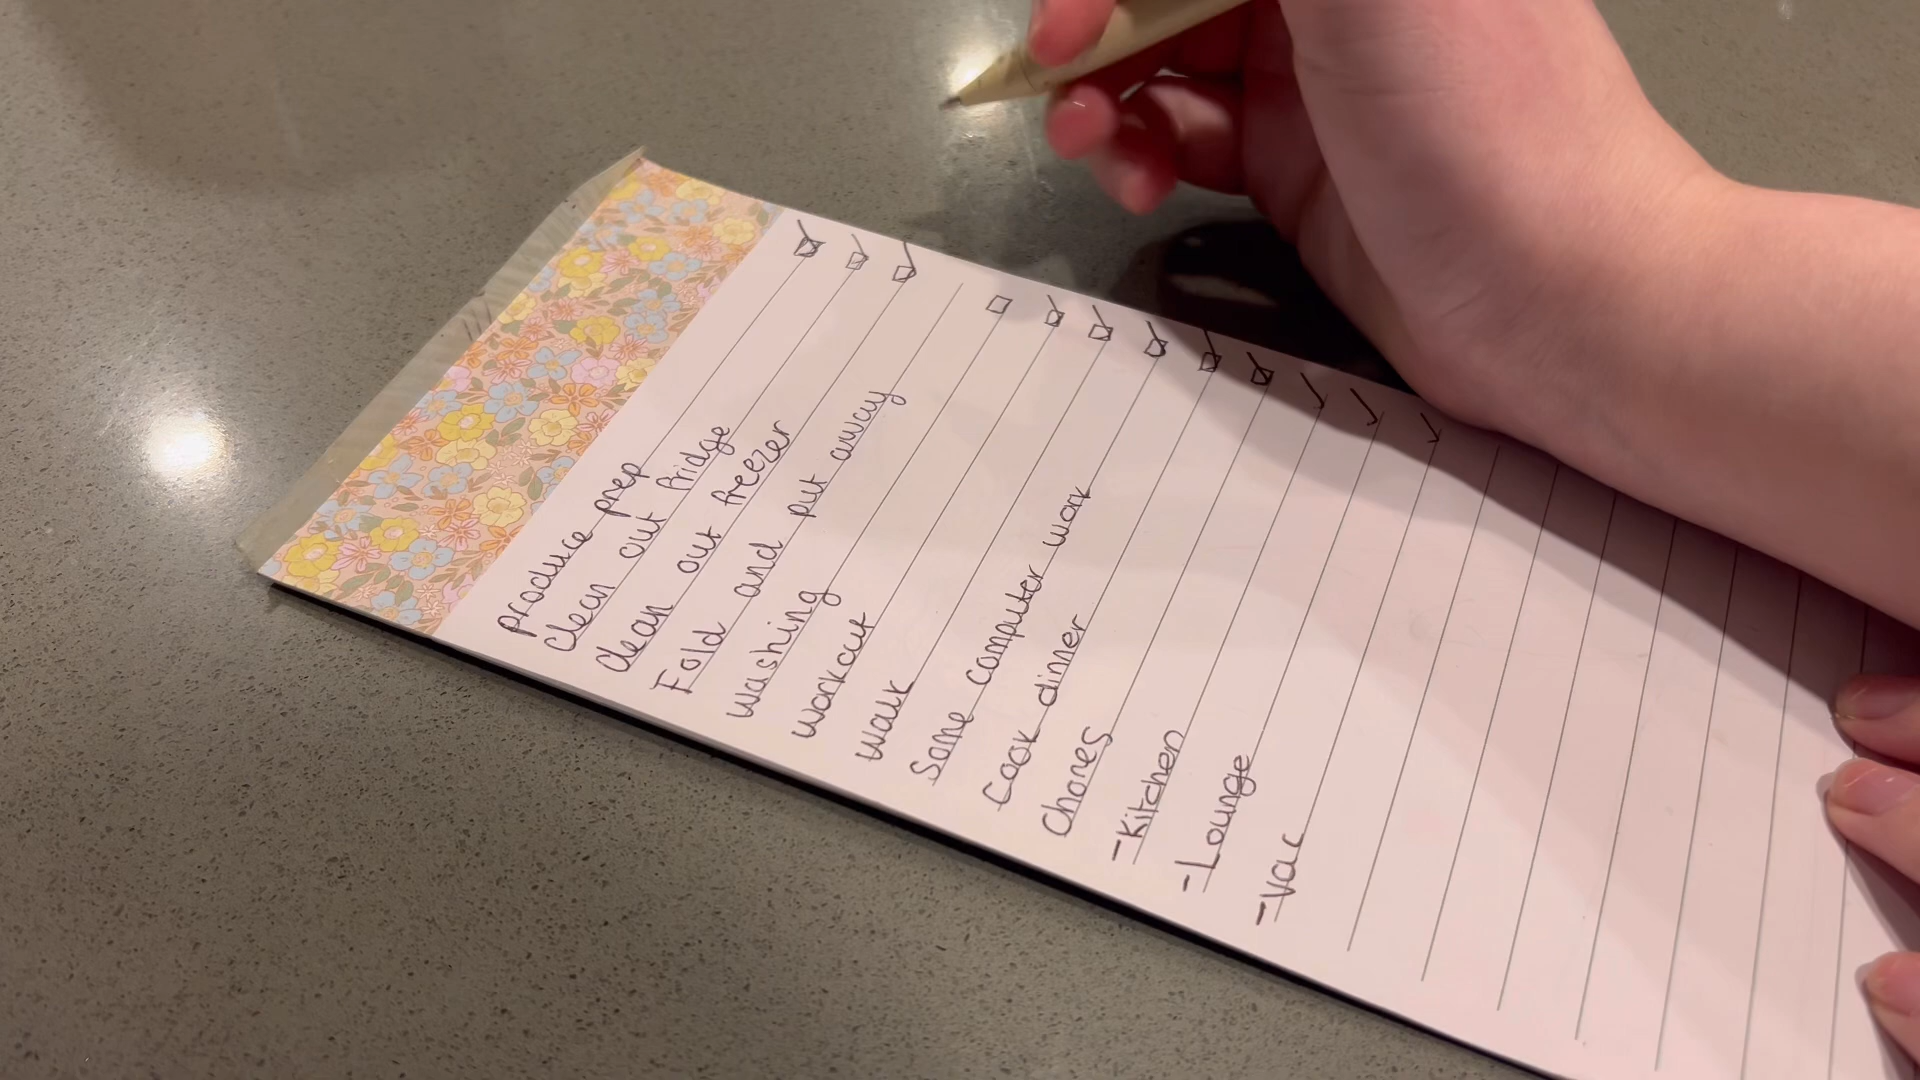 produce prep
clean out fridge
clean out freezer
Fold and put away
washing
workout
walk
Some computer work
Cook dinner
Chores
-Kitchen
-Lounge
-Vac